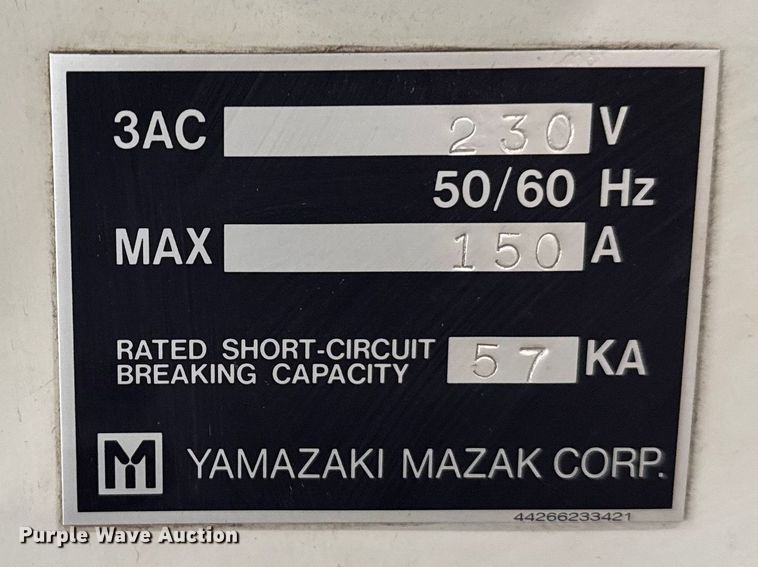 3AC 230 V
50/60 Hz
MAX 150 A
RATED SHORT-CIRCUIT
BREAKING CAPACITY 57 KA
M YAMAZAKI MAZAK CORP.
44266233421
Purple Wave Auction